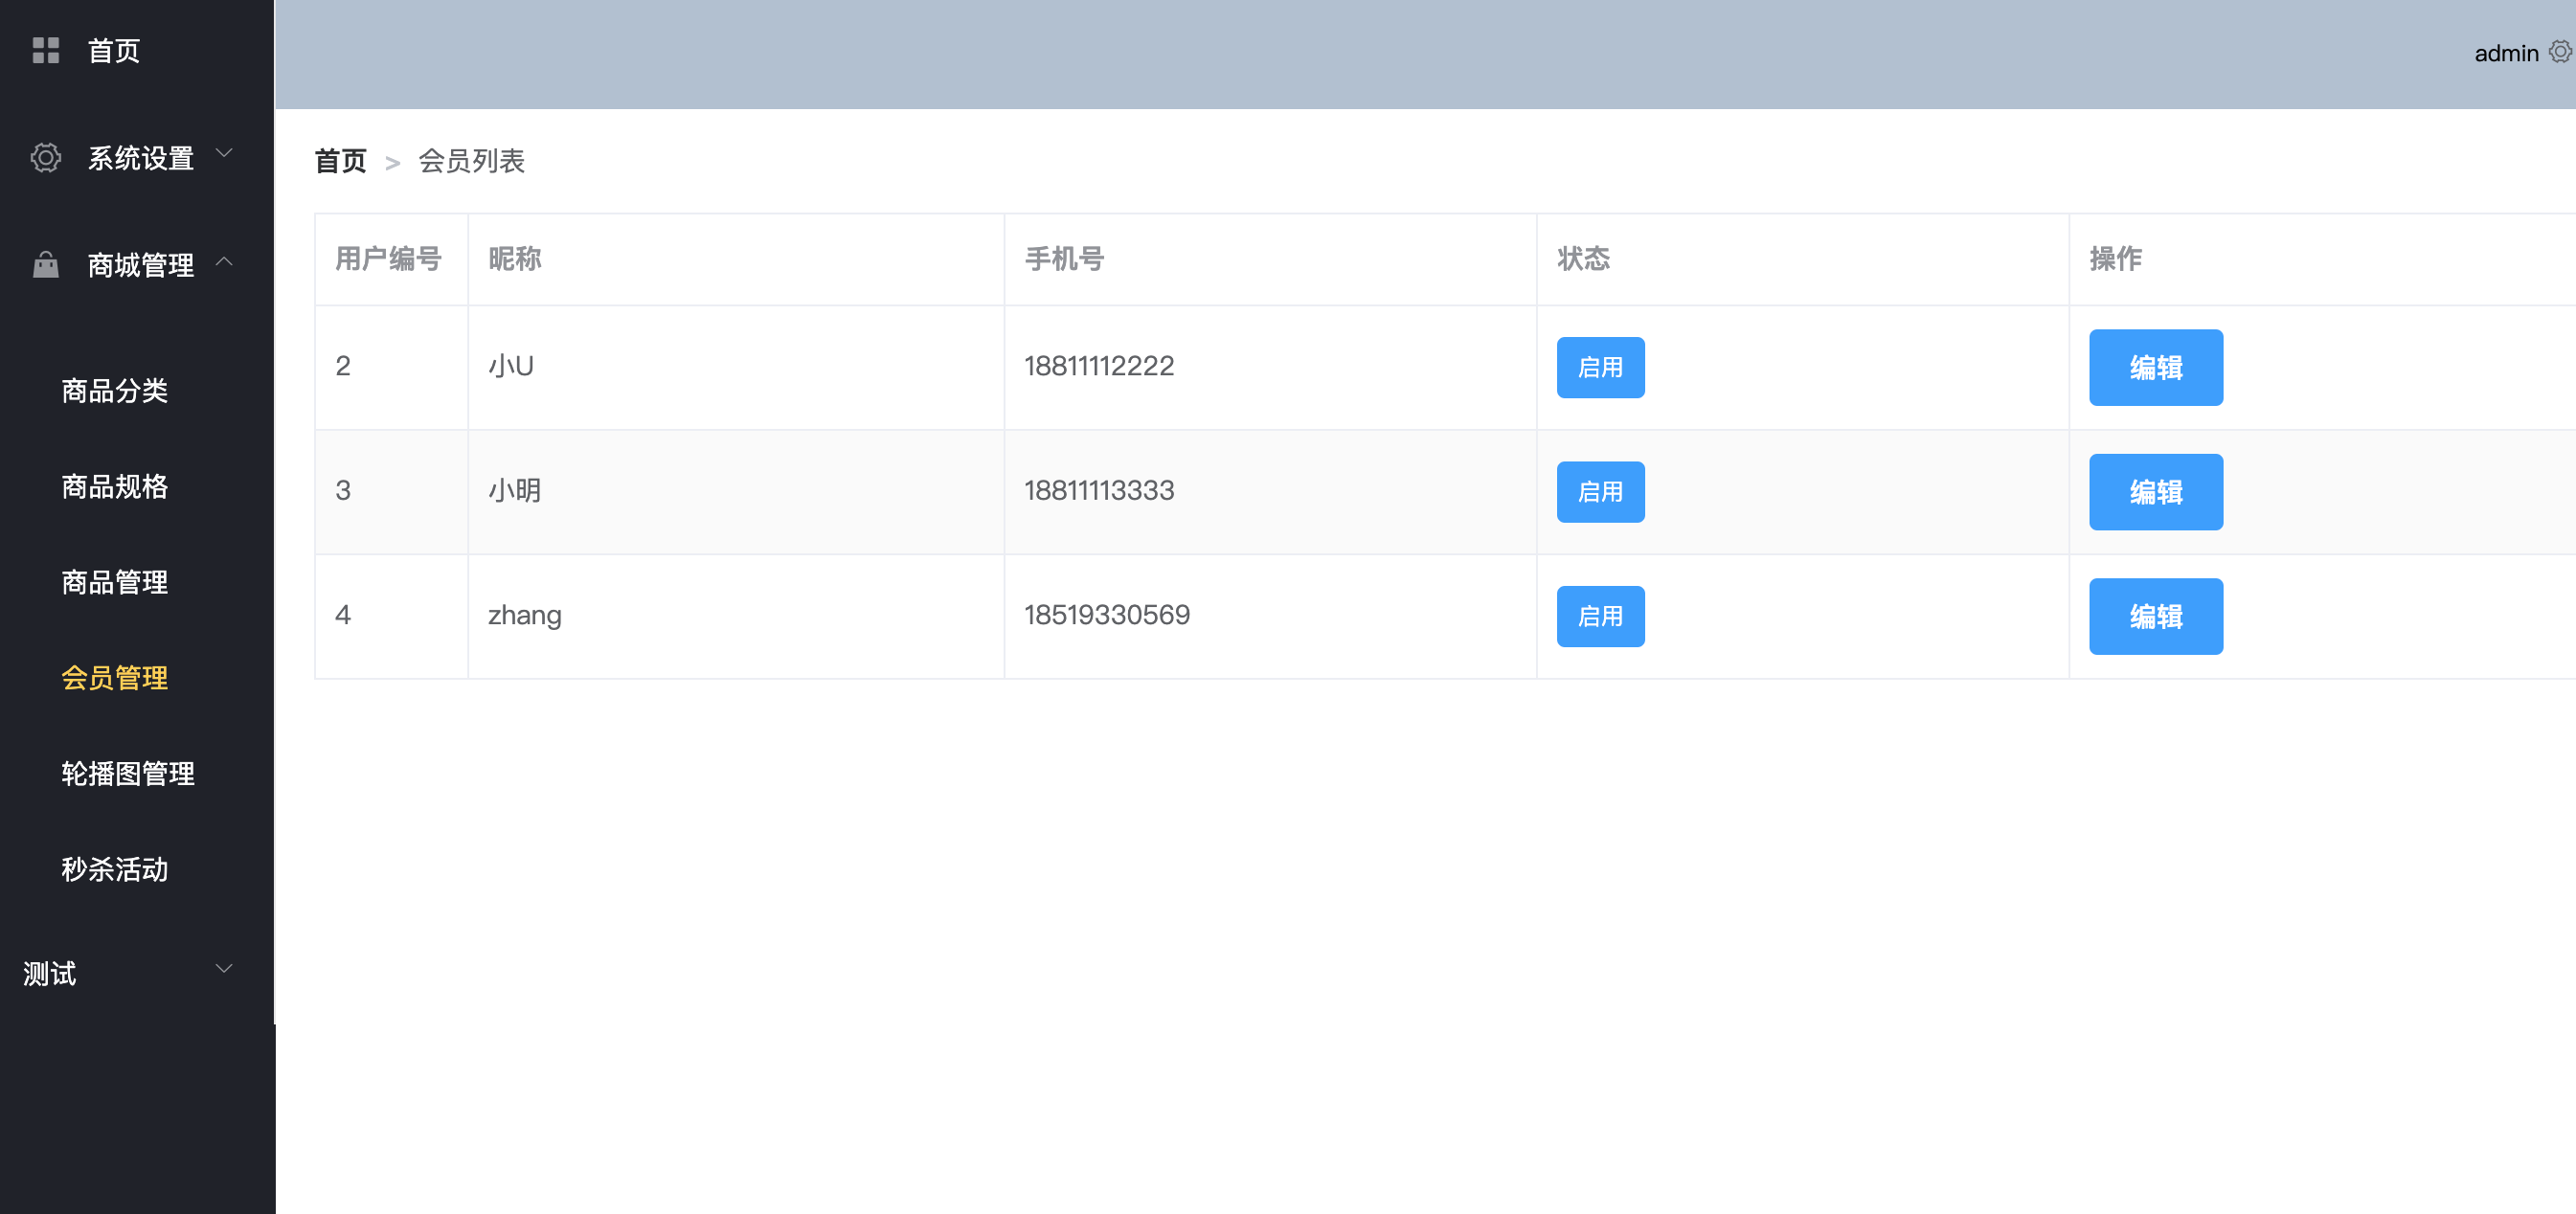 首页
系统设置
商城管理
商品分类
商品规格
商品管理
会员管理
轮播图管理
秒杀活动
测试
admin
首页 > 会员列表
用户编号 昵称 手机号 状态 操作
2 小U 18811112222 启用 编辑
3 小明 18811113333 启用 编辑
4 zhang 18519330569 启用 编辑